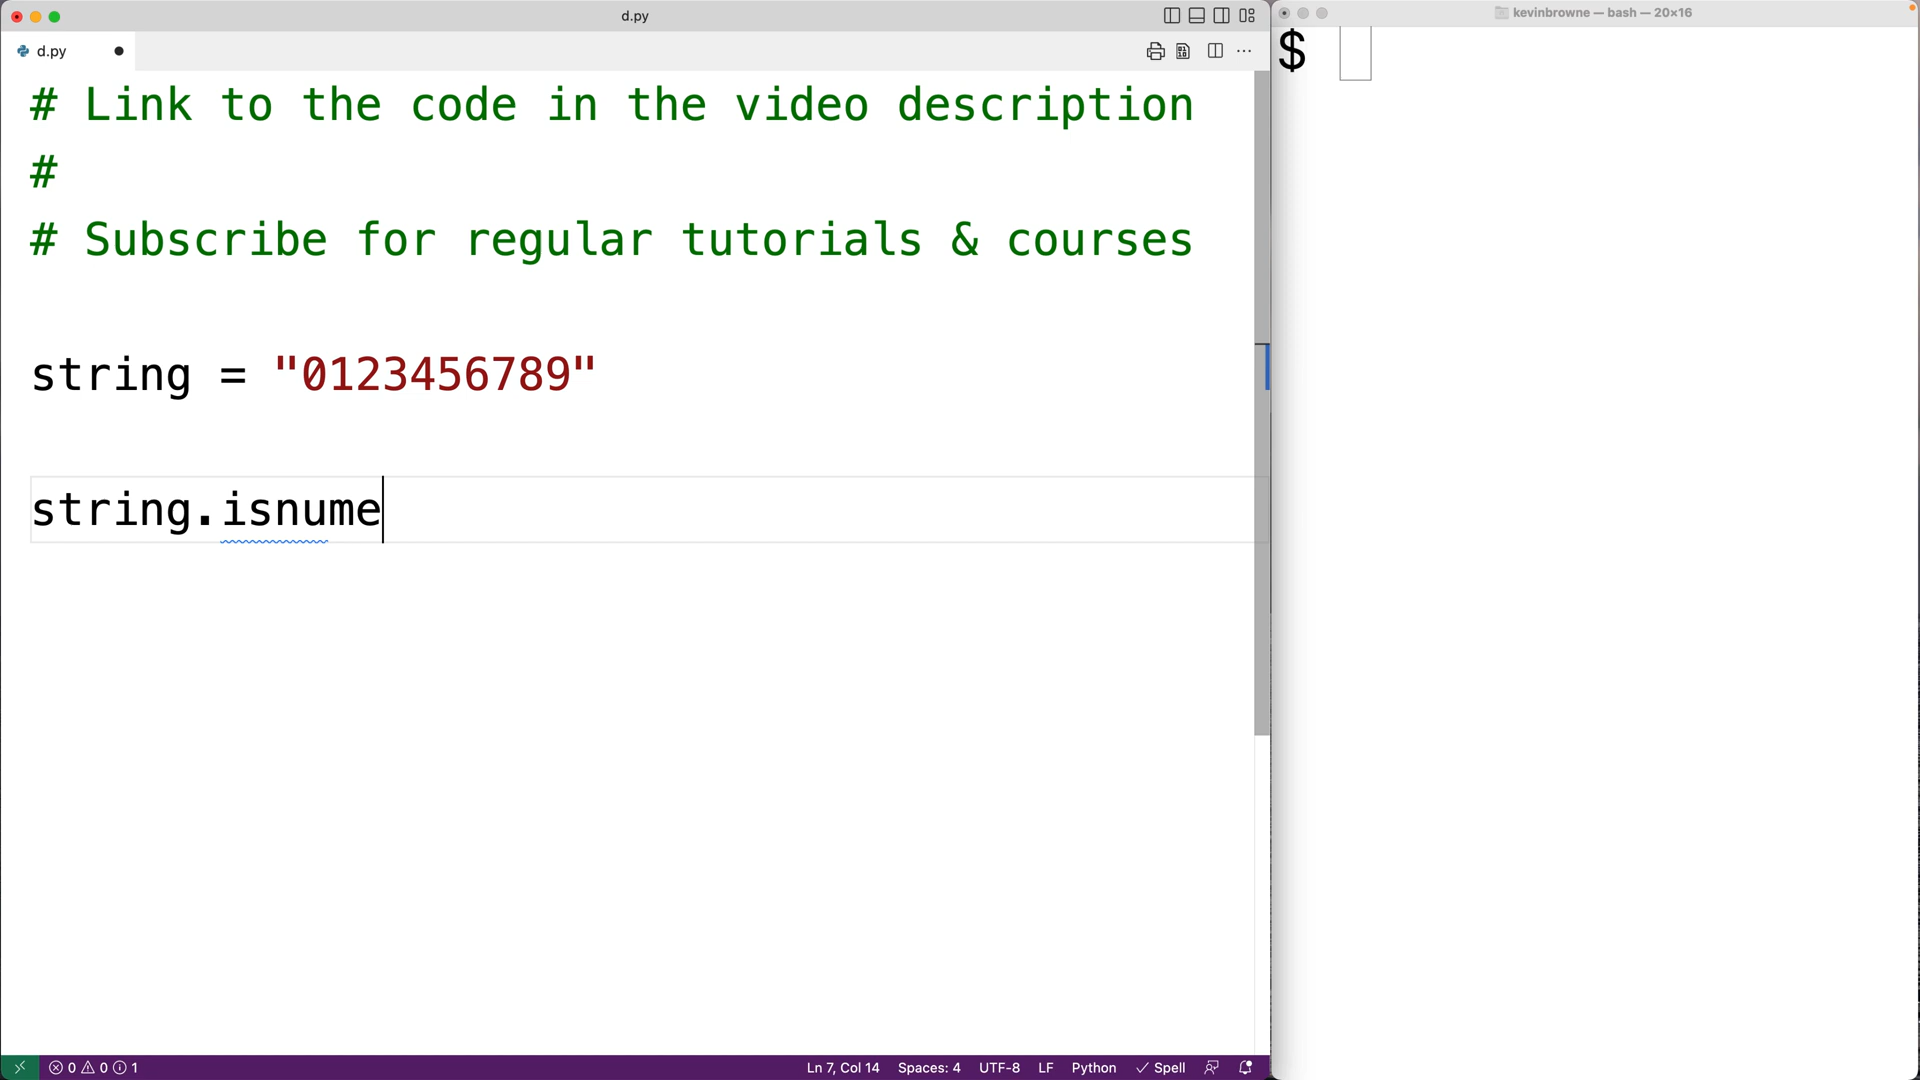 d.py
kevinbrowne — bash — 20×16
d.py
$
# Link to the code in the video description
#
# Subscribe for regular tutorials & courses
string = "0123456789"
string.isnume
0 0 1 Ln 7, Col 14 Spaces: 4 UTF-8 LF Python Spell